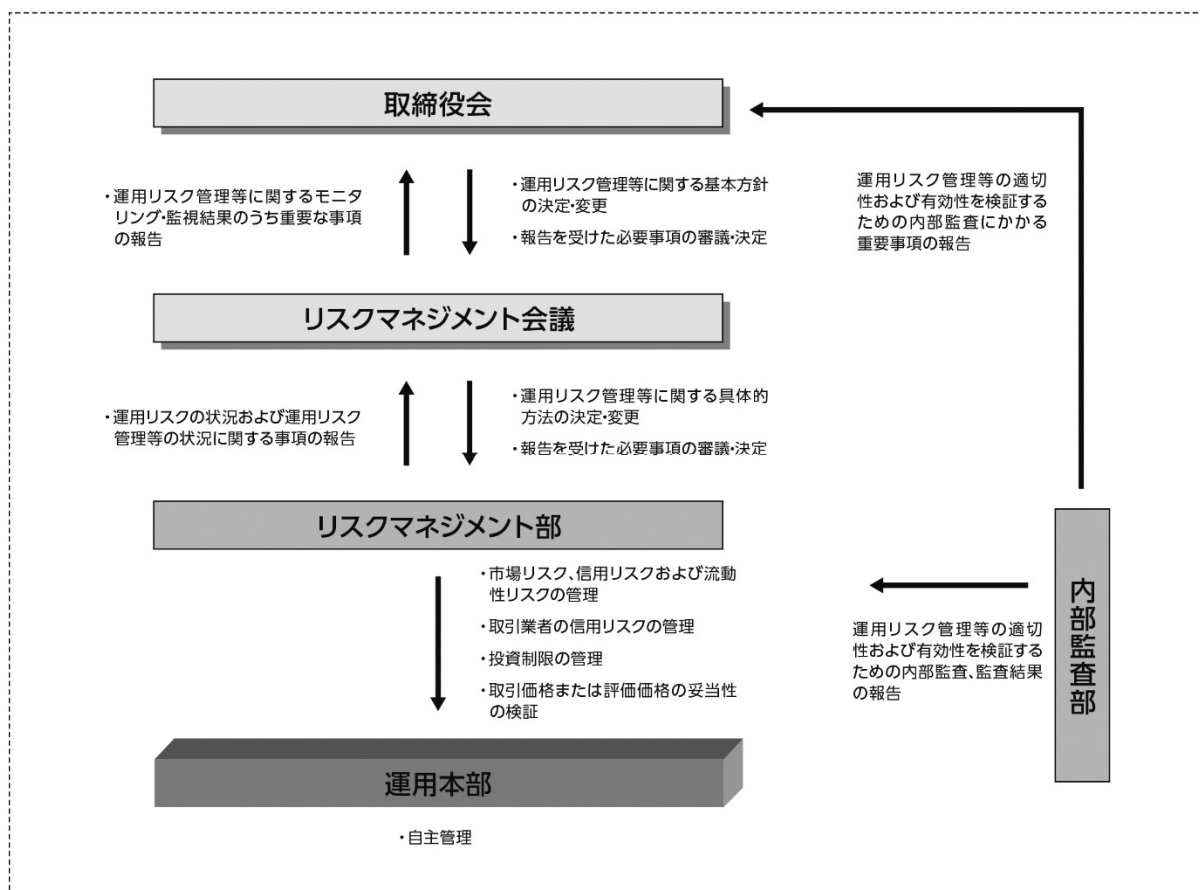 取締役会
・運用リスク管理等に関するモニタ
リング・監視結果のうち重要な事項
の報告
・運用リスク管理等に関する基本方針
の決定・変更
・報告を受けた必要事項の審議・決定
運用リスク管理等の適切
性および有効性を検証する
ための内部監査にかかる
重要事項の報告
リスクマネジメント会議
・運用リスクの状況および運用リスク
管理等の状況に関する事項の報告
・運用リスク管理等に関する具体的
方法の決定・変更
・報告を受けた必要事項の審議・決定
リスクマネジメント部
・市場リスク、信用リスクおよび流動
性リスクの管理
・取引業者の信用リスクの管理
・投資制限の管理
・取引価格または評価価格の妥当性
の検証
運用リスク管理等の適切
性および有効性を検証する
ための内部監査、監査結果
の報告
内部監査部
運用本部
・自主管理